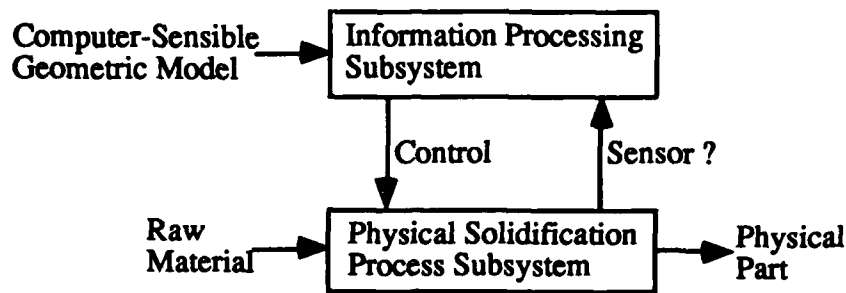 Computer-Sensible
Geometric Model
Information Processing
Subsystem
Control
Sensor ?
Raw
Material
Physical Solidification
Process Subsystem
Physical
Part